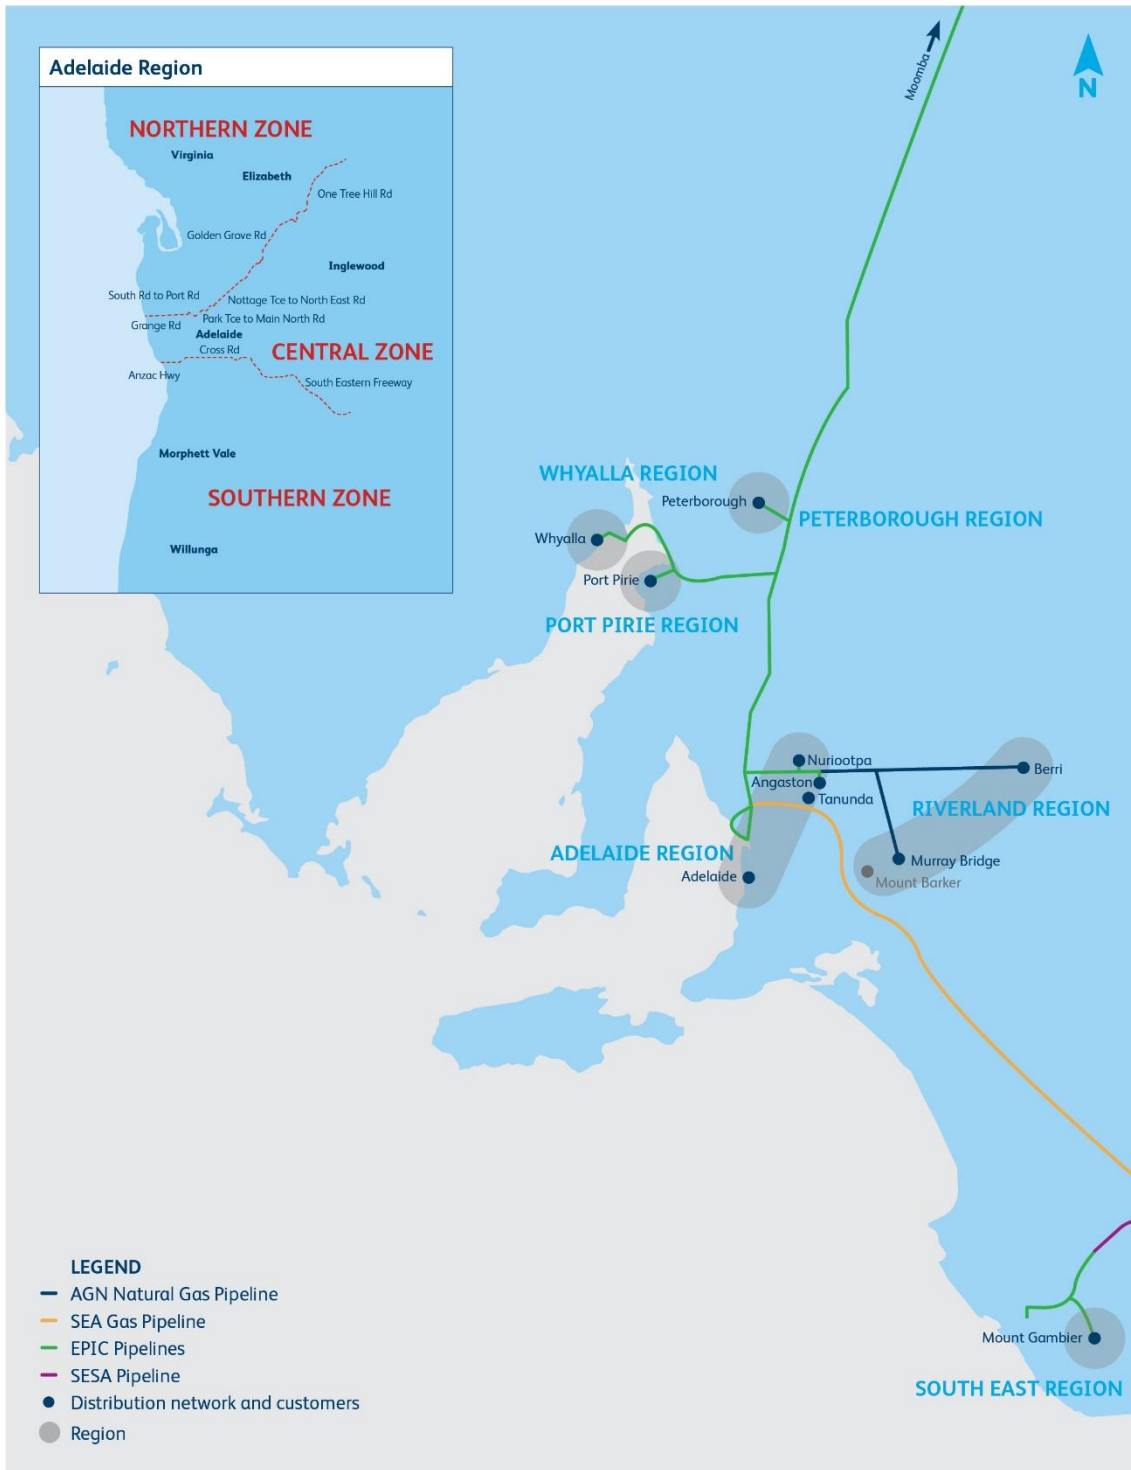 Adelaide Region
NORTHERN ZONE
Virginia
Elizabeth
One Tree Hill Rd
Golden Grove Rd
Inglewood
South Rd to Port Rd
Nottage Tce to North East Rd
Park Tce to Main North Rd
Grange Rd
Adelaide
Cross Rd
CENTRAL ZONE
Anzac Hwy
South Eastern Freeway
Morphett Vale
SOUTHERN ZONE
Willunga
Moomba
N
WHYALLA REGION
Peterborough
PETERBOROUGH REGION
Whyalla
Port Pirie
PORT PIRIE REGION
Nuriootpa
Berri
Angaston
Tanunda
RIVERLAND REGION
ADELAIDE REGION
Murray Bridge
Adelaide
Mount Barker
Mount Gambier
SOUTH EAST REGION
LEGEND
AGN Natural Gas Pipeline
SEA Gas Pipeline
EPIC Pipelines
SESA Pipeline
Distribution network and customers
Region